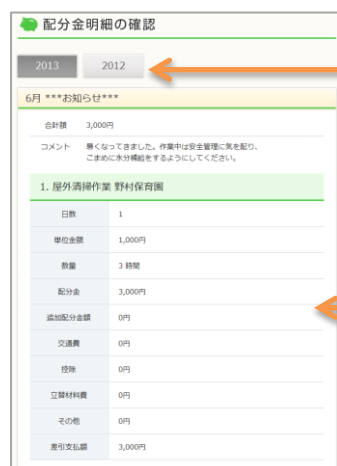 配分金明細の確認
2013 2012
6月 ***お知らせ***
合計額 3,000円
コメント 暑くなってきました。作業中は安全管理に気を配り、
こまめに水分補給をするようにしてください。
1. 屋外清掃作業 野村保育園
日数 1
単位金額 1,000円
数量 3 時間
配分金 3,000円
追加配分金額 0円
交通費 0円
控除 0円
立替材料費 0円
その他 0円
差引支払額 3,000円